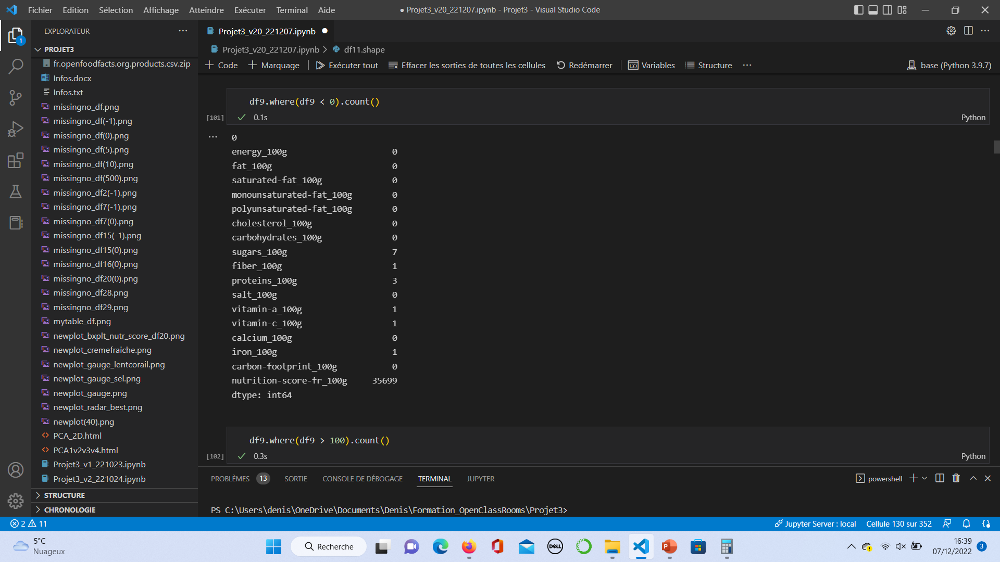 Fichier Edition Sélection Affichage Atteindre Exécuter Terminal Aide
● Projet3_v20_221207.ipynb - Projet3 - Visual Studio Code
EXPLORATEUR
PROJET3
fr.openfoodfacts.org.products.csv.zip
Infos.docx
Infos.txt
missingno_df.png
missingno_df(-1).png
missingno_df(0).png
missingno_df(5).png
missingno_df(10).png
missingno_df(500).png
missingno_df2(-1).png
missingno_df7(-1).png
missingno_df7(0).png
missingno_df15(-1).png
missingno_df15(0).png
missingno_df16(0).png
missingno_df20(0).png
missingno_df28.png
missingno_df29.png
mytable_df.png
newplot_bxplt_nutr_score_df20.png
newplot_cremefraiche.png
newplot_gauge_lentcorail.png
newplot_gauge_sel.png
newplot_gauge.png
newplot_radar_best.png
newplot(40).png
PCA_2D.html
PCA1v2v3v4.html
Projet3_v1_221023.ipynb
Projet3_v2_221024.ipynb
STRUCTURE
CHRONOLOGIE
1
Projet3_v20_221207.ipynb ●
Projet3_v20_221207.ipynb > df11.shape
+ Code + Marquage | Exécuter tout Effacer les sorties de toutes les cellules Redémarrer | Variables Structure ··· base (Python 3.9.7)
df9.where(df9 < 0).count()
[101] ✓ 0.1s Python
··· 0
energy_100g 0
fat_100g 0
saturated-fat_100g 0
monounsaturated-fat_100g 0
polyunsaturated-fat_100g 0
cholesterol_100g 0
carbohydrates_100g 0
sugars_100g 7
fiber_100g 1
proteins_100g 3
salt_100g 0
vitamin-a_100g 1
vitamin-c_100g 1
calcium_100g 0
iron_100g 1
carbon-footprint_100g 0
nutrition-score-fr_100g 35699
dtype: int64
df9.where(df9 > 100).count()
[102] ✓ 0.3s Python
PROBLÈMES 13 SORTIE CONSOLE DE DÉBOGAGE TERMINAL JUPYTER powershell
PS C:\Users\denis\OneDrive\Documents\Denis\Formation_OpenClassRooms\Projet3>
2 11 Jupyter Server : local Cellule 130 sur 352
5°C
Nuageux
Recherche
DELL
16:39
07/12/2022
3